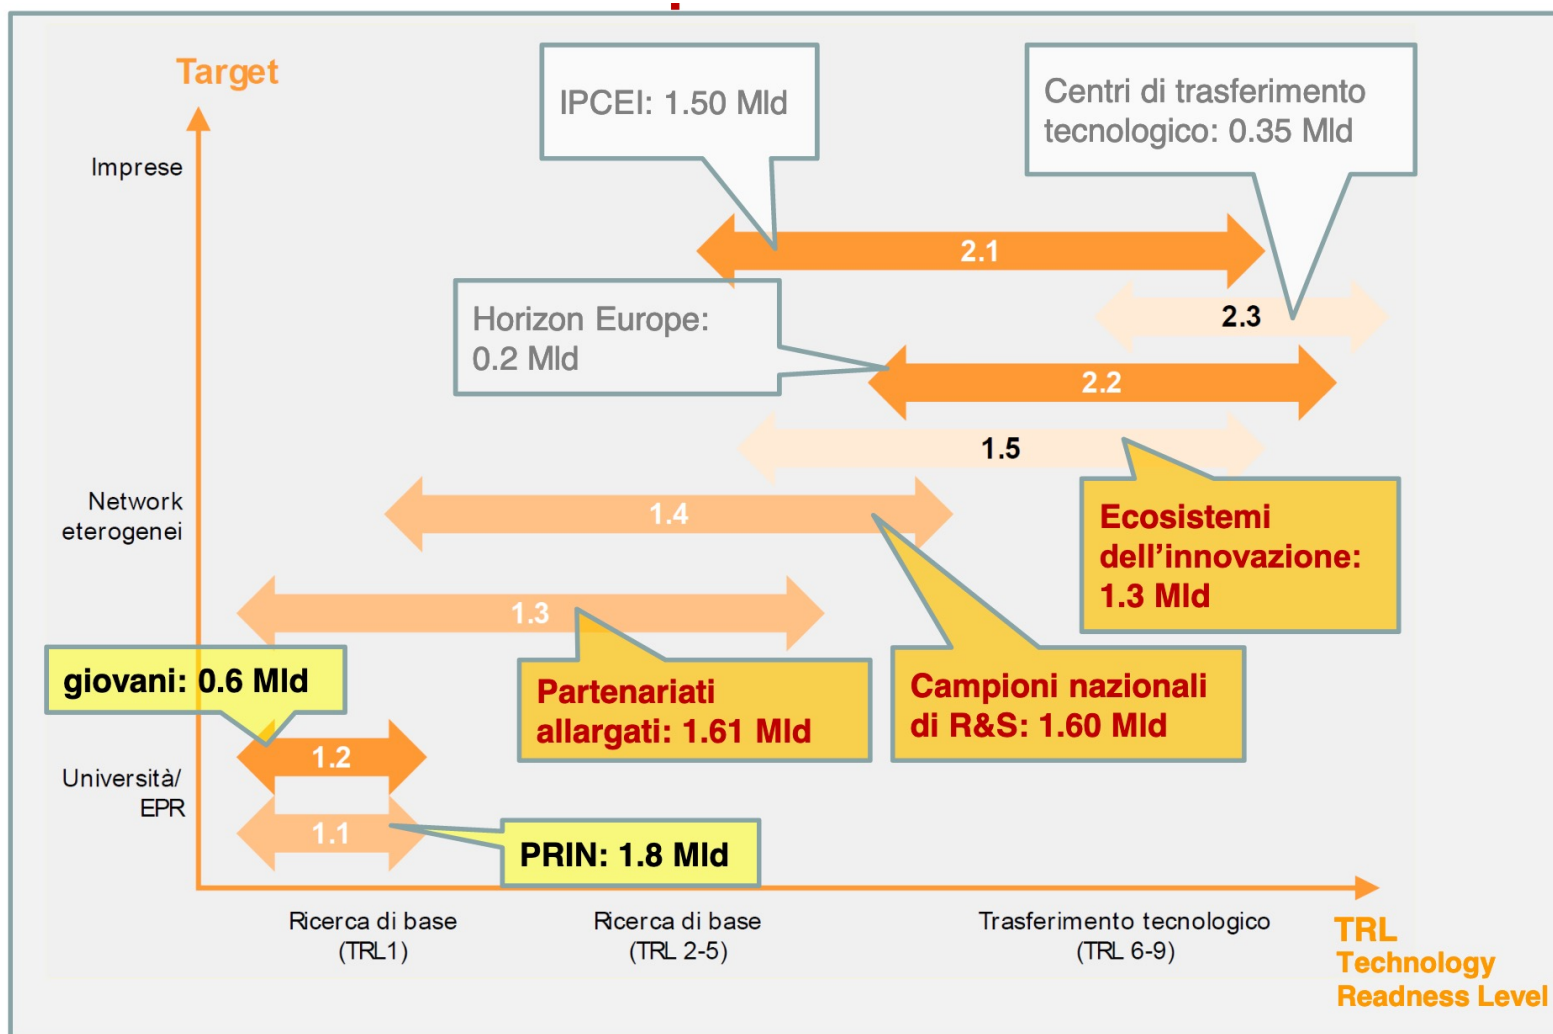 Target
IPCEI: 1.50 Mld
Centri di trasferimento
tecnologico: 0.35 Mld
Imprese
2.1
2.3
Horizon Europe:
0.2 Mld
2.2
1.5
Network
eterogenei
1.4
Ecosistemi
dell’innovazione:
1.3 Mld
1.3
giovani: 0.6 Mld
Partenariati
allargati: 1.61 Mld
Campioni nazionali
di R&S: 1.60 Mld
1.2
Università/
EPR
1.1
PRIN: 1.8 Mld
Ricerca di base
(TRL1)
Ricerca di base
(TRL 2-5)
Trasferimento tecnologico
(TRL 6-9)
TRL
Technology
Readness Level